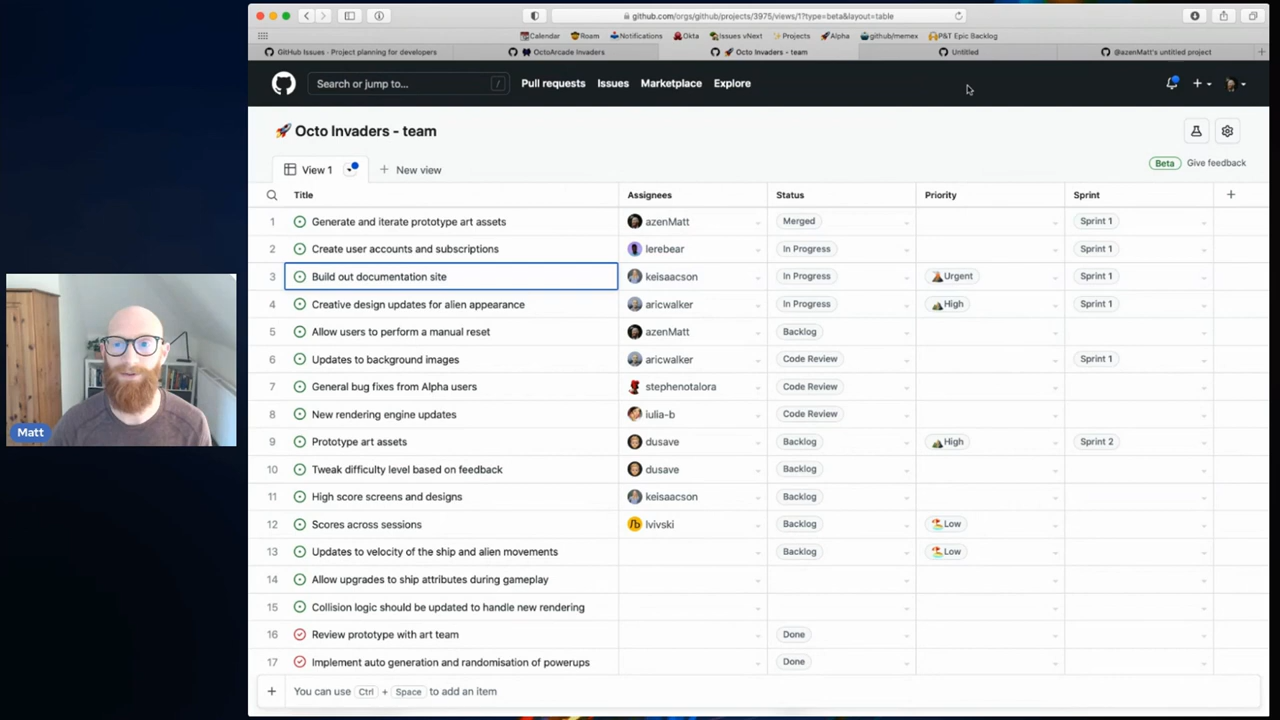 github.com/orgs/github/projects/3975/views/1?type=beta&layout=table
Calendar Roam Notifications Okta Issues vNext Projects Alpha github/memex P&T Epic Backlog
GitHub Issues · Project planning for developers OctoArcade Invaders Octo Invaders - team Untitled @azenMatt's untitled project
Search or jump to... / Pull requests Issues Marketplace Explore
🚀 Octo Invaders - team
View 1 + New view Beta Give feedback
Title Assignees Status Priority Sprint +
1 Generate and iterate prototype art assets azenMatt Merged Sprint 1
2 Create user accounts and subscriptions lerebear In Progress Sprint 1
3 Build out documentation site keisaacson In Progress 🌋Urgent Sprint 1
4 Creative design updates for alien appearance aricwalker In Progress ⛰️High Sprint 1
5 Allow users to perform a manual reset azenMatt Backlog
6 Updates to background images aricwalker Code Review Sprint 1
7 General bug fixes from Alpha users stephenotalora Code Review
8 New rendering engine updates iulia-b Code Review
9 Prototype art assets dusave Backlog ⛰️High Sprint 2
10 Tweak difficulty level based on feedback dusave Backlog
11 High score screens and designs keisaacson Backlog
12 Scores across sessions lvivski Backlog 🏖️Low
13 Updates to velocity of the ship and alien movements Backlog 🏖️Low
14 Allow upgrades to ship attributes during gameplay
15 Collision logic should be updated to handle new rendering
16 Review prototype with art team Done
17 Implement auto generation and randomisation of powerups Done
+ You can use Ctrl + Space to add an item
Matt